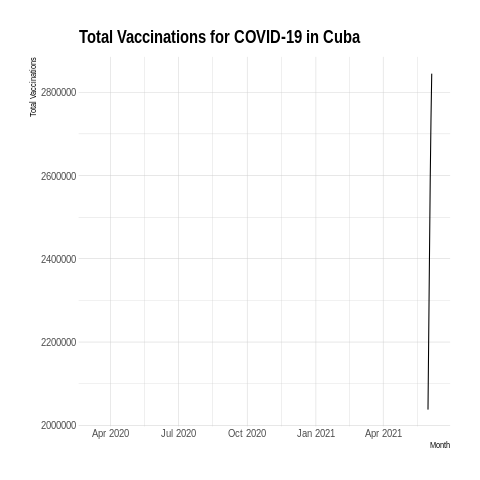 Total Vaccinations for COVID-19 in Cuba
Total Vaccinations
2800000
2600000
2400000
2200000
2000000
Apr 2020 Jul 2020 Oct 2020 Jan 2021 Apr 2021
Month